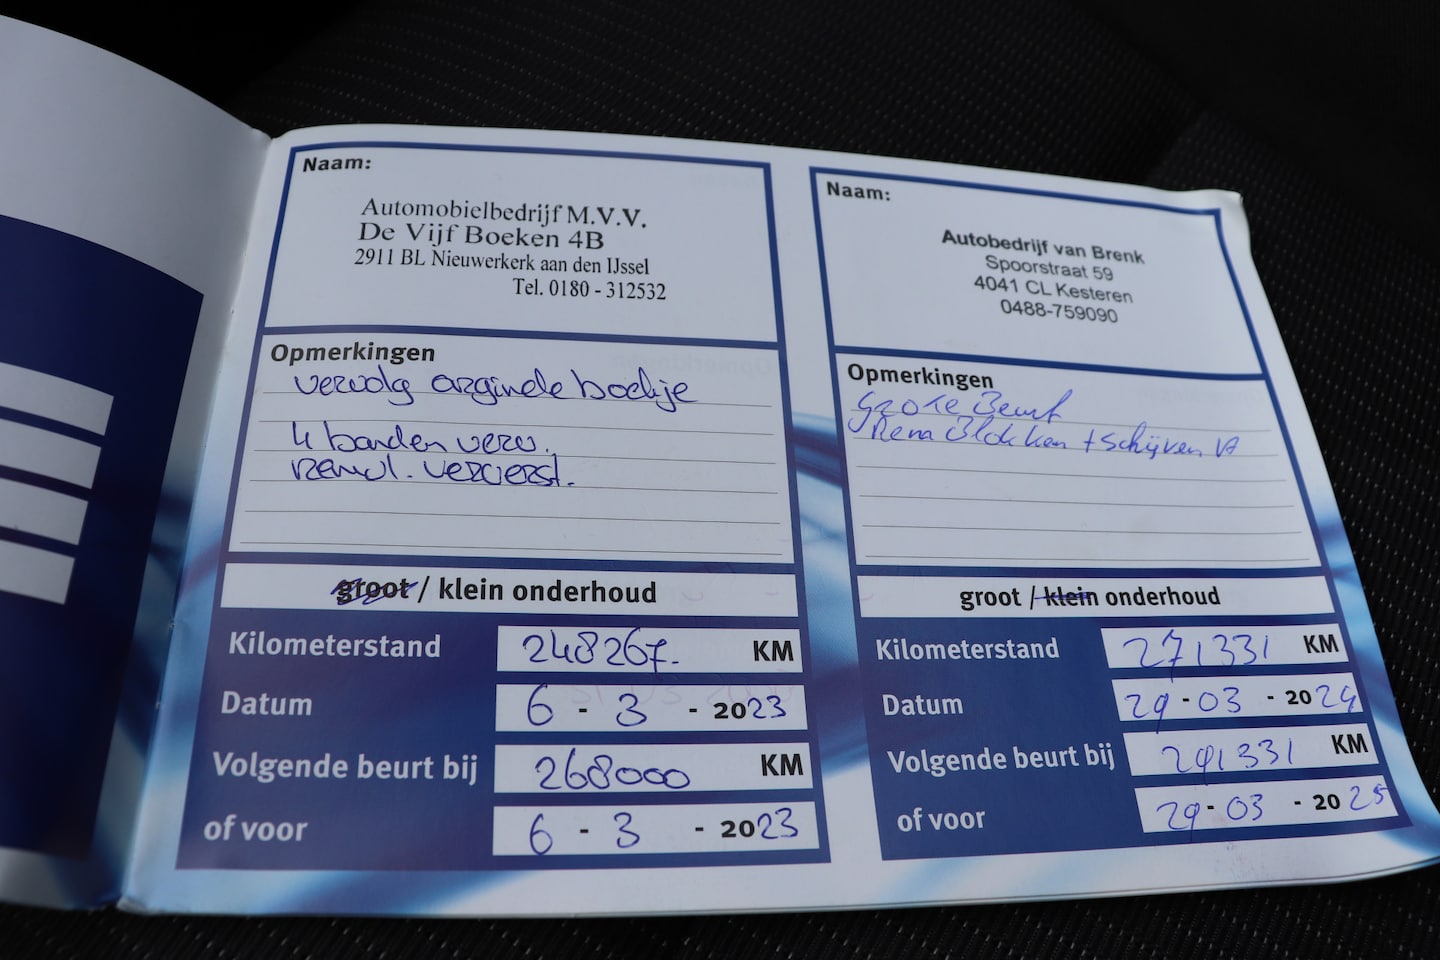 Naam:
Automobielbedrijf M.V.V.
De Vijf Boeken 4B
2911 BL Nieuwerkerk aan den IJssel
Tel. 0180 - 312532
Opmerkingen
vervolg orginele boekje
4 banden verv.
remvl. ververst.
groot / klein onderhoud
Kilometerstand 248267. KM
Datum 6 - 3 - 2023
Volgende beurt bij 268000 KM
of voor 6 - 3 - 2023
Naam:
Autobedrijf van Brenk
Spoorstraat 59
4041 CL Kesteren
0488-759090
Opmerkingen
Grote Beurt
Rem Blokken + Schijven VA
groot / klein onderhoud
Kilometerstand 271331 KM
Datum 29 - 03 - 2024
Volgende beurt bij 291331 KM
of voor 29 - 03 - 2025